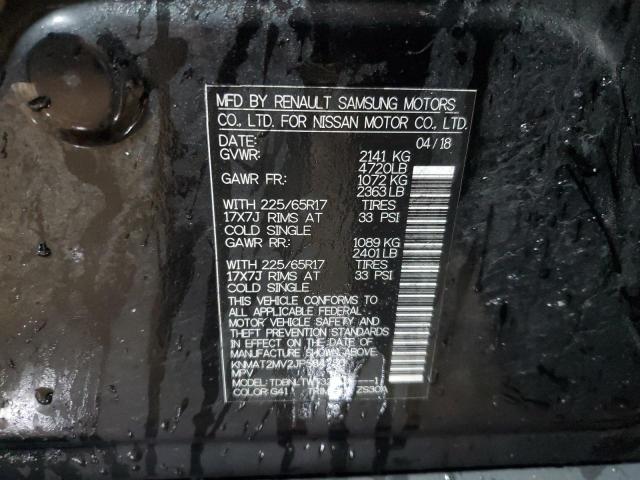 MFD BY RENAULT SAMSUNG MOTORS
CO., LTD. FOR NISSAN MOTOR CO., LTD.
DATE: 04/18
GVWR: 2141 KG
4720LB
GAWR FR: 1072 KG
2363LB
WITH 225/65R17 TIRES
17X7J RIMS AT 33 PSI
COLD SINGLE
GAWR RR: 1089 KG
2401LB
WITH 225/65R17 TIRES
17X7J RIMS AT 33 PSI
COLD SINGLE
THIS VEHICLE CONFORMS TO
ALL APPLICABLE FEDERAL
MOTOR VEHICLE SAFETY AND
THEFT PREVENTION STANDARDS
IN EFFECT ON THE DATE OF
MANUFACTURE SHOWN ABOVE.
MPV
MODEL:
COLOR: G41 TRIM: